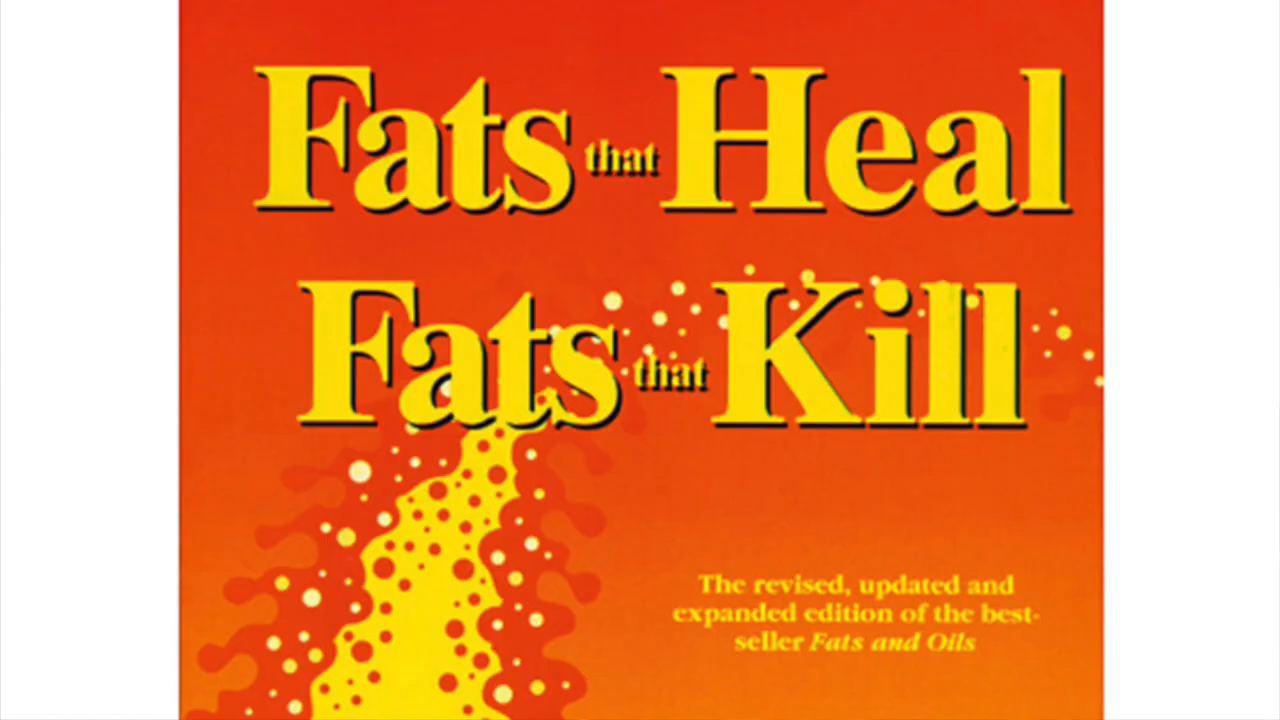 Fats that Heal
Fats that Kill
The revised, updated and
expanded edition of the best-
seller Fats and Oils